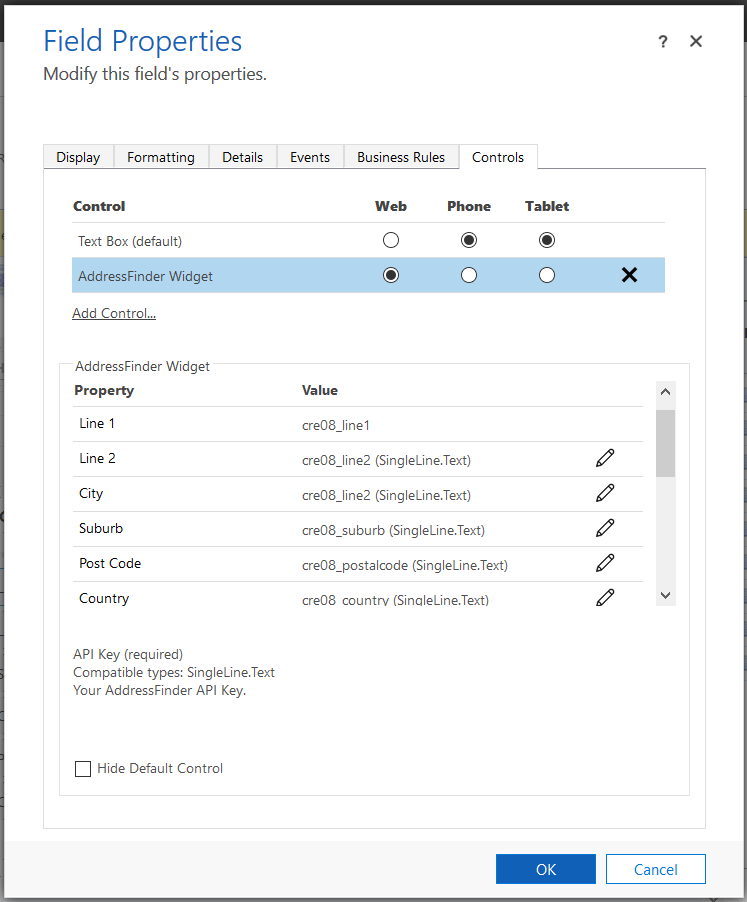 Field Properties
?
Modify this field's properties.
Display Formatting Details Events Business Rules Controls
Control Web Phone Tablet
Text Box (default)
AddressFinder Widget
Add Control...
AddressFinder Widget
Property Value
Line 1 cre08_line1
Line 2 cre08_line2 (SingleLine.Text)
City cre08_line2 (SingleLine.Text)
Suburb cre08_suburb (SingleLine.Text)
Post Code cre08_postalcode (SingleLine.Text)
Country cre08_country (SingleLine.Text)
API Key (required)
Compatible types: SingleLine.Text
Your AddressFinder API Key.
Hide Default Control
OK Cancel